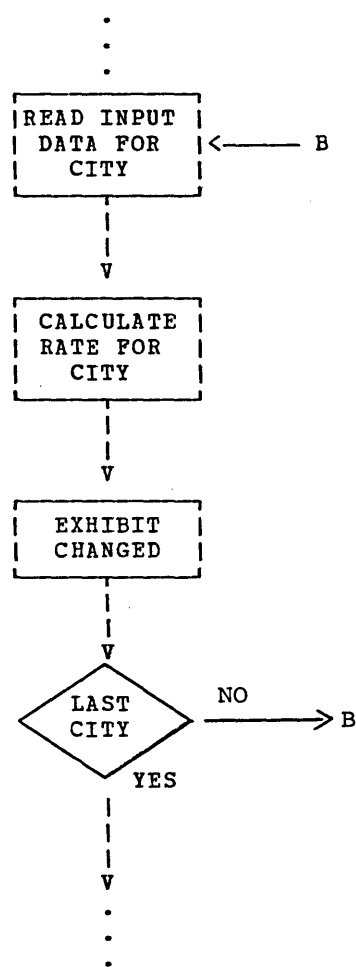 READ INPUT
DATA FOR
CITY
B
CALCULATE
RATE FOR
CITY
EXHIBIT
CHANGED
LAST
CITY
NO
B
YES